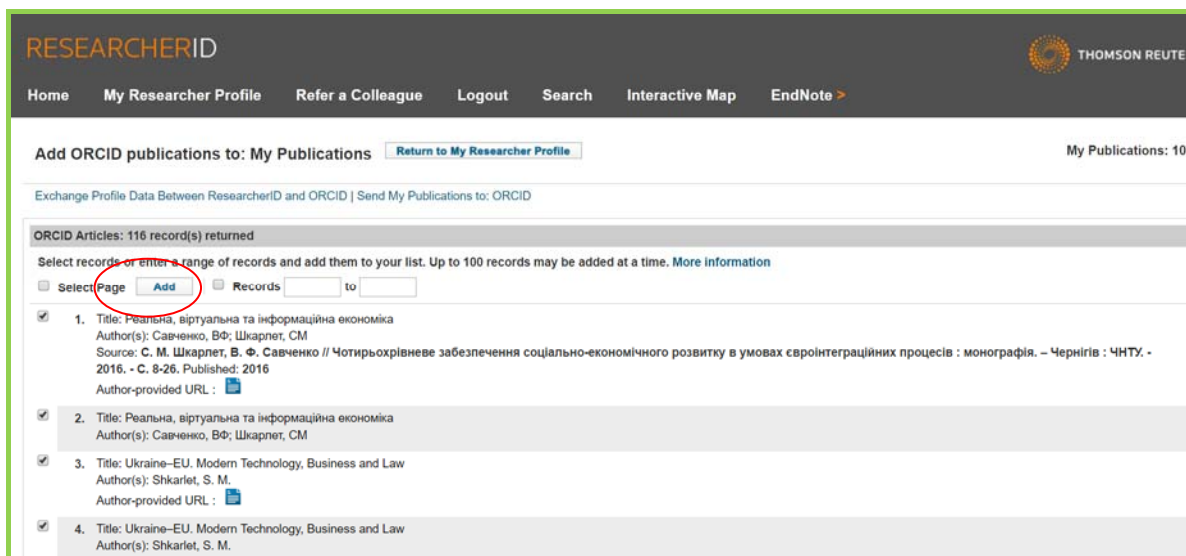 RESEARCHERID
THOMSON REUTE
Home My Researcher Profile Refer a Colleague Logout Search Interactive Map EndNote >
Add ORCID publications to: My Publications Return to My Researcher Profile My Publications: 10
Exchange Profile Data Between ResearcherID and ORCID | Send My Publications to: ORCID
ORCID Articles: 116 record(s) returned
Select records or enter a range of records and add them to your list. Up to 100 records may be added at a time. More information
Select Page Add Records to
1. Title: Реальна, віртуальна та інформаційна економіка
Author(s): Савченко, ВФ; Шкарлет, СМ
Source: С. М. Шкарлет, В. Ф. Савченко // Чотирьохрівневе забезпечення соціально-економічного розвитку в умовах євроінтеграційних процесів : монографія. – Чернігів : ЧНТУ. -
2016. - С. 8-26. Published: 2016
Author-provided URL :
2. Title: Реальна, віртуальна та інформаційна економіка
Author(s): Савченко, ВФ; Шкарлет, СМ
3. Title: Ukraine–EU. Modern Technology, Business and Law
Author(s): Shkarlet, S. M.
Author-provided URL :
4. Title: Ukraine–EU. Modern Technology, Business and Law
Author(s): Shkarlet, S. M.